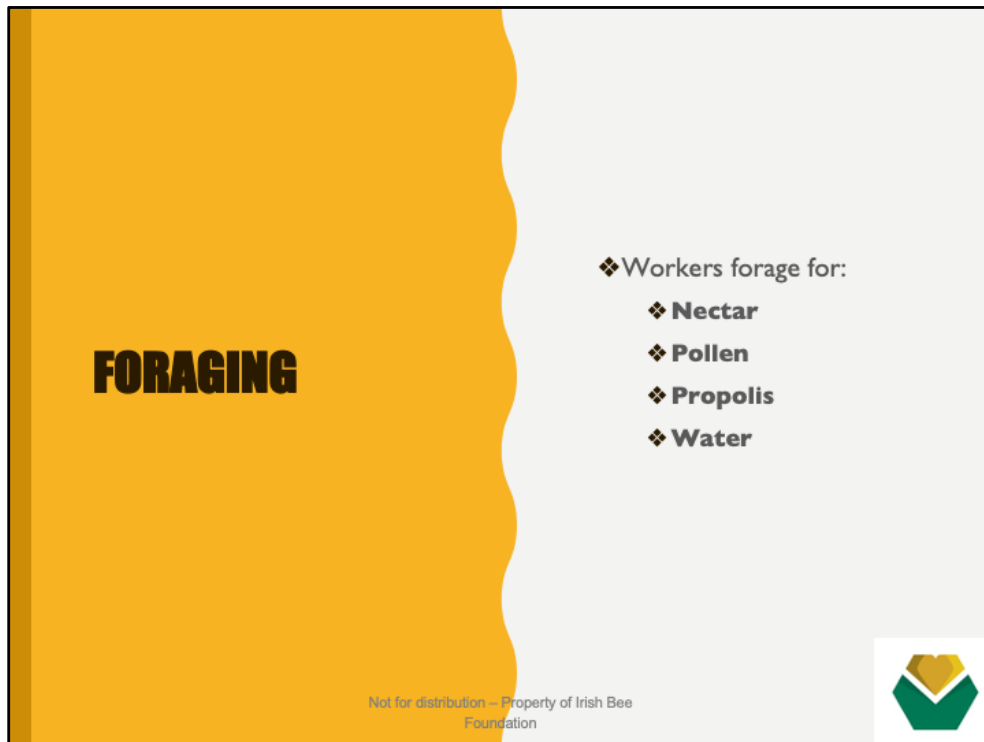 FORAGING
❖Workers forage for:
❖Nectar
❖Pollen
❖Propolis
❖Water
Not for distribution – Property of Irish Bee
Foundation